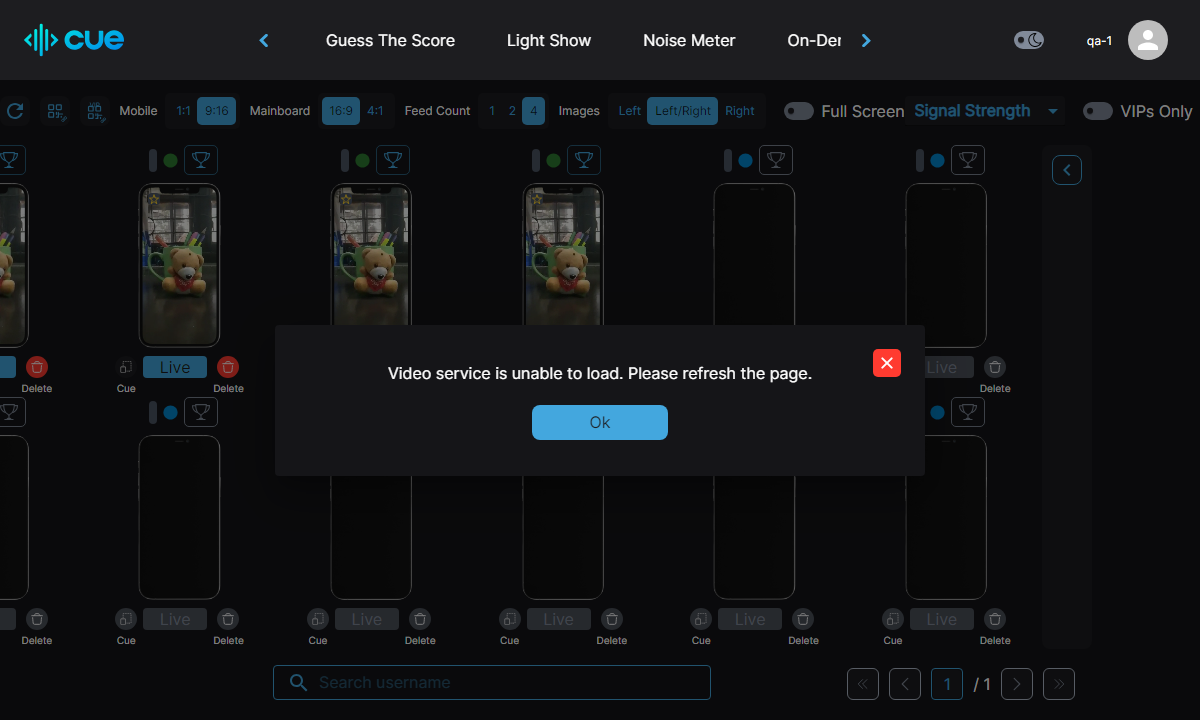 cue
Guess The Score
Light Show
Noise Meter
On-Der
qa-1
Mobile 1:1 9:16 Mainboard 16:9 4:1 Feed Count 1 2 4 Images Left Left/Right Right Full Screen Signal Strength VIPs Only
Delete Cue Live Delete Live Delete
Video service is unable to load. Please refresh the page.
Ok
Delete Cue Live Delete Cue Live Delete Cue Live Delete Cue Live Delete Cue Live Delete
Search username
1 / 1